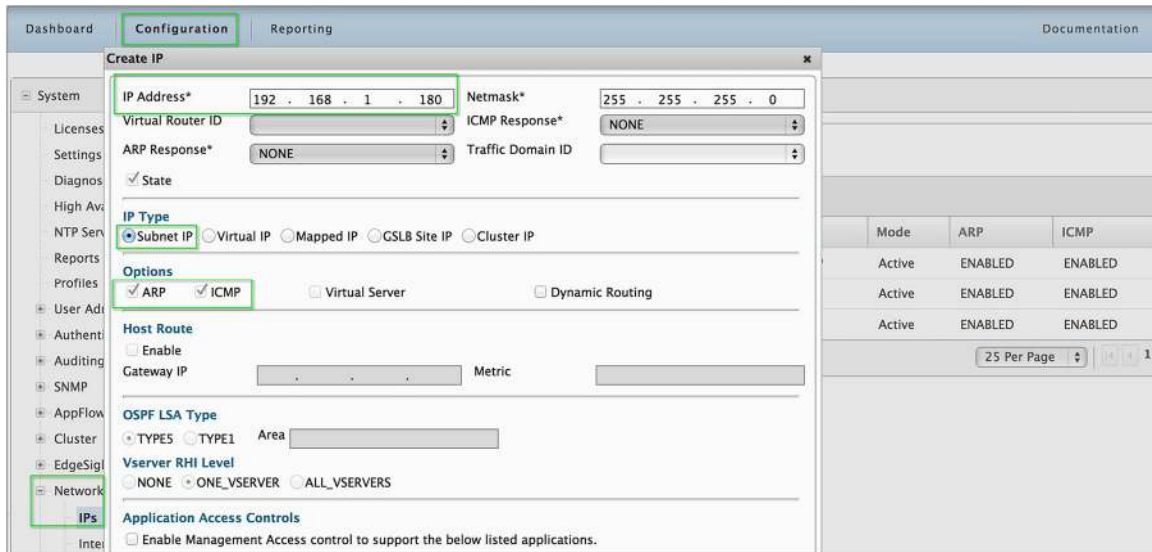 Dashboard Configuration Reporting Documentation
Create IP
System
Licenses
Settings
Diagnos
High Ava
NTP Serv
Reports
Profiles
User Adr
Authenti
Auditing
SNMP
AppFlow
Cluster
EdgeSigl
Network
IPs
Inter
IP Address* 192 . 168 . 1 . 180 Netmask* 255 . 255 . 255 . 0
Virtual Router ID ICMP Response* NONE
ARP Response* NONE Traffic Domain ID
State
IP Type
Subnet IP Virtual IP Mapped IP GSLB Site IP Cluster IP
Options
ARP ICMP Virtual Server Dynamic Routing
Host Route
Enable
Gateway IP . . . Metric
OSPF LSA Type
TYPE5 TYPE1 Area
Vserver RHI Level
NONE ONE_VSERVER ALL_VSERVERS
Application Access Controls
Enable Management Access control to support the below listed applications.
Mode ARP ICMP
Active ENABLED ENABLED
Active ENABLED ENABLED
Active ENABLED ENABLED
25 Per Page 1